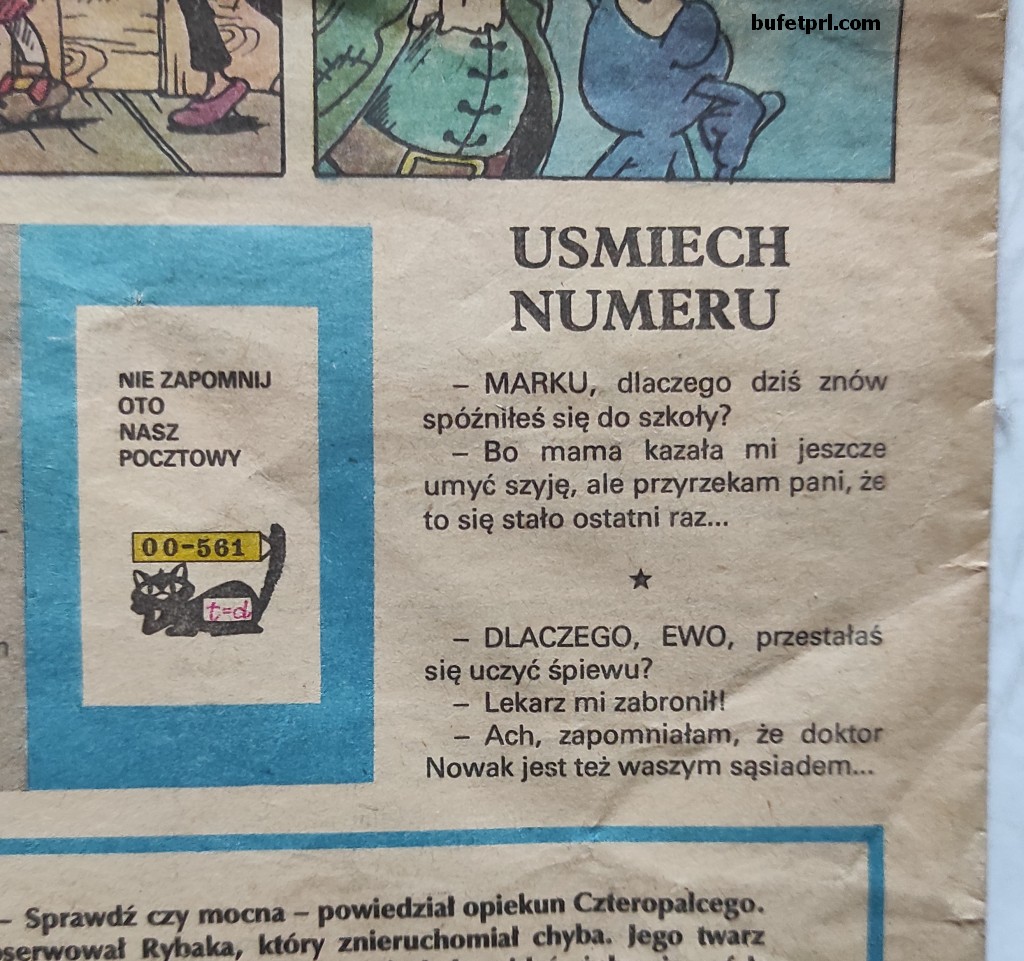 bufetprl.com
NIE ZAPOMNIJ
OTO
NASZ
POCZTOWY
00-561
t=d
USMIECH
NUMERU
– MARKU, dlaczego dziś znów
spóźniłeś się do szkoły?
– Bo mama kazała mi jeszcze
umyć szyję, ale przyrzekam pani, że
to się stało ostatni raz...
★
– DLACZEGO, EWO, przestałaś
się uczyć śpiewu?
– Lekarz mi zabronił!
– Ach, zapomniałam, że doktor
Nowak jest też waszym sąsiadem...
– Sprawdź czy mocna – powiedział opiekun Czteropalcego.
Rybaka, który znieruchomiał chyba. Jego twarz